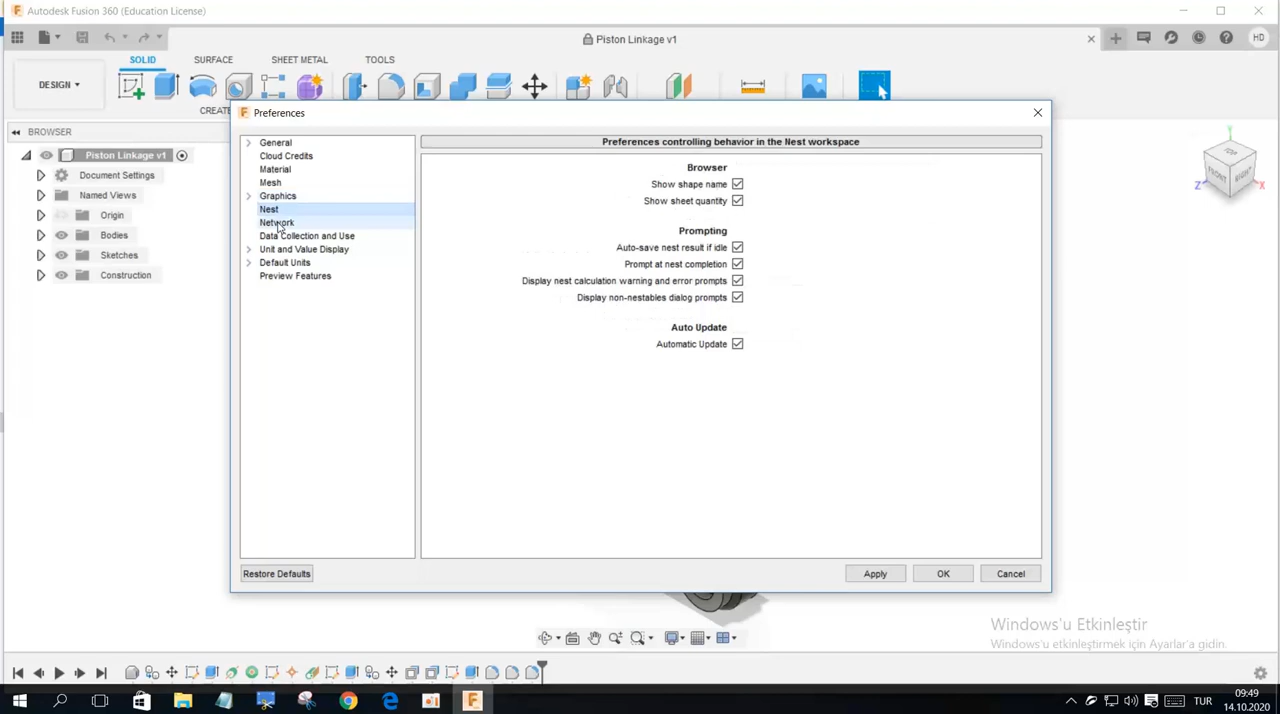 Autodesk Fusion 360 (Education License)
Piston Linkage v1
HD
DESIGN
SOLID
SURFACE
SHEET METAL
TOOLS
CREATE
BROWSER
Piston Linkage v1
Document Settings
Named Views
Origin
Bodies
Sketches
Construction
Preferences
General
Cloud Credits
Material
Mesh
Graphics
Nest
Network
Data Collection and Use
Unit and Value Display
Default Units
Preview Features
Preferences controlling behavior in the Nest workspace
Browser
Show shape name
Show sheet quantity
Prompting
Auto-save nest result if idle
Prompt at nest completion
Display nest calculation warning and error prompts
Display non-nestables dialog prompts
Auto Update
Automatic Update
Restore Defaults
Apply
OK
Cancel
TOP
FRONT
RIGHT
Y
Z
X
Windows'u Etkinleştir
Windows'u etkinleştirmek için Ayarlar'a gidin.
TUR
09:49
14.10.2020